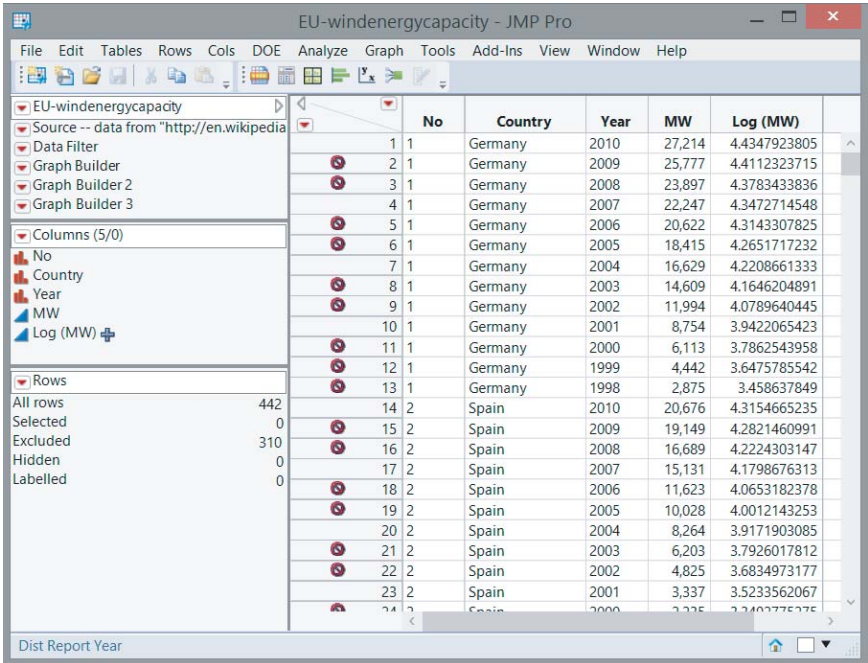 EU-windenergycapacity - JMP Pro
File Edit Tables Rows Cols DOE Analyze Graph Tools Add-Ins View Window Help
EU-windenergycapacity
Source -- data from "http://en.wikipedia
Data Filter
Graph Builder
Graph Builder 2
Graph Builder 3
Columns (5/0)
No
Country
Year
MW
Log (MW)
Rows
All rows 442
Selected 0
Excluded 310
Hidden 0
Labelled 0
No Country Year MW Log (MW)
1 1 Germany 2010 27,214 4.4347923805
2 1 Germany 2009 25,777 4.4112323715
3 1 Germany 2008 23,897 4.3783433836
4 1 Germany 2007 22,247 4.3472714548
5 1 Germany 2006 20,622 4.3143307825
6 1 Germany 2005 18,415 4.2651717232
7 1 Germany 2004 16,629 4.2208661333
8 1 Germany 2003 14,609 4.1646204891
9 1 Germany 2002 11,994 4.0789640445
10 1 Germany 2001 8,754 3.9422065423
11 1 Germany 2000 6,113 3.7862543958
12 1 Germany 1999 4,442 3.6475785542
13 1 Germany 1998 2,875 3.458637849
14 2 Spain 2010 20,676 4.3154665235
15 2 Spain 2009 19,149 4.2821460991
16 2 Spain 2008 16,689 4.2224303147
17 2 Spain 2007 15,131 4.1798676313
18 2 Spain 2006 11,623 4.0653182378
19 2 Spain 2005 10,028 4.0012143253
20 2 Spain 2004 8,264 3.9171903085
21 2 Spain 2003 6,203 3.7926017812
22 2 Spain 2002 4,825 3.6834973177
23 2 Spain 2001 3,337 3.5233562067
24 2 Spain 2000
Dist Report Year